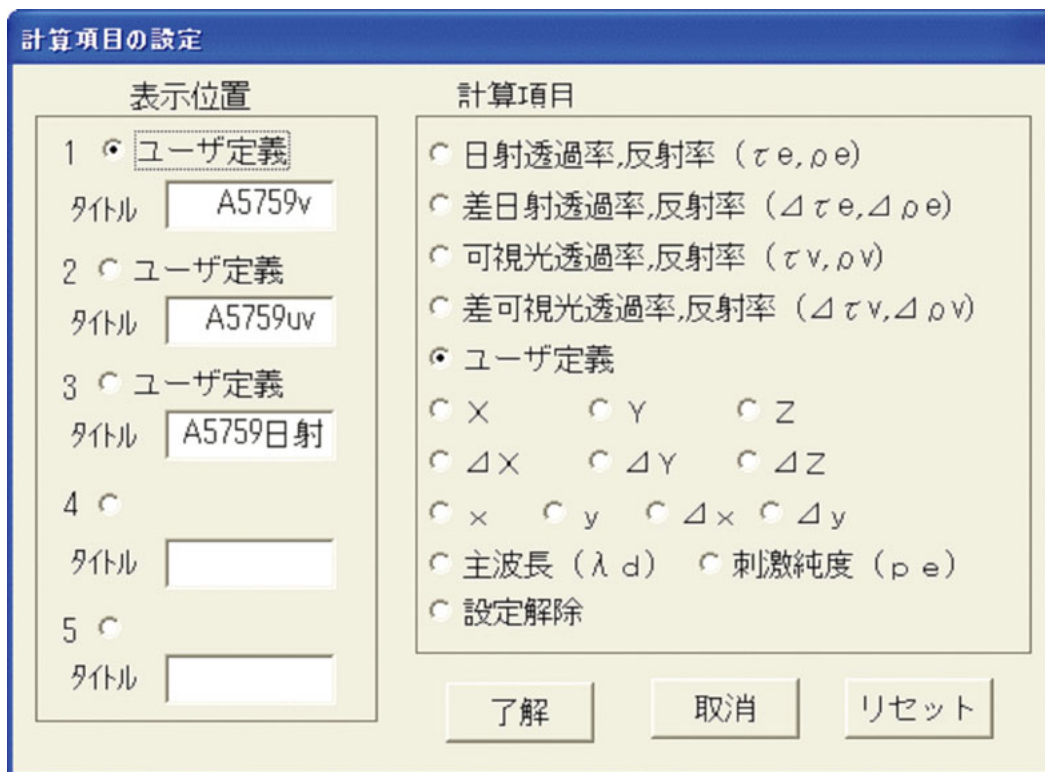 計算項目の設定
表示位置
1 ユーザ定義
タイトル A5759v
2 ユーザ定義
タイトル A5759uv
3 ユーザ定義
タイトル A5759日射
4
タイトル
5
タイトル
計算項目
日射透過率,反射率（τe,ρe）
差日射透過率,反射率（⊿τe,⊿ρe）
可視光透過率,反射率（τv,ρv）
差可視光透過率,反射率（⊿τv,⊿ρv）
ユーザ定義
X Y Z
⊿X ⊿Y ⊿Z
x y ⊿x ⊿y
主波長（λd） 刺激純度（pe）
設定解除
了解 取消 リセット